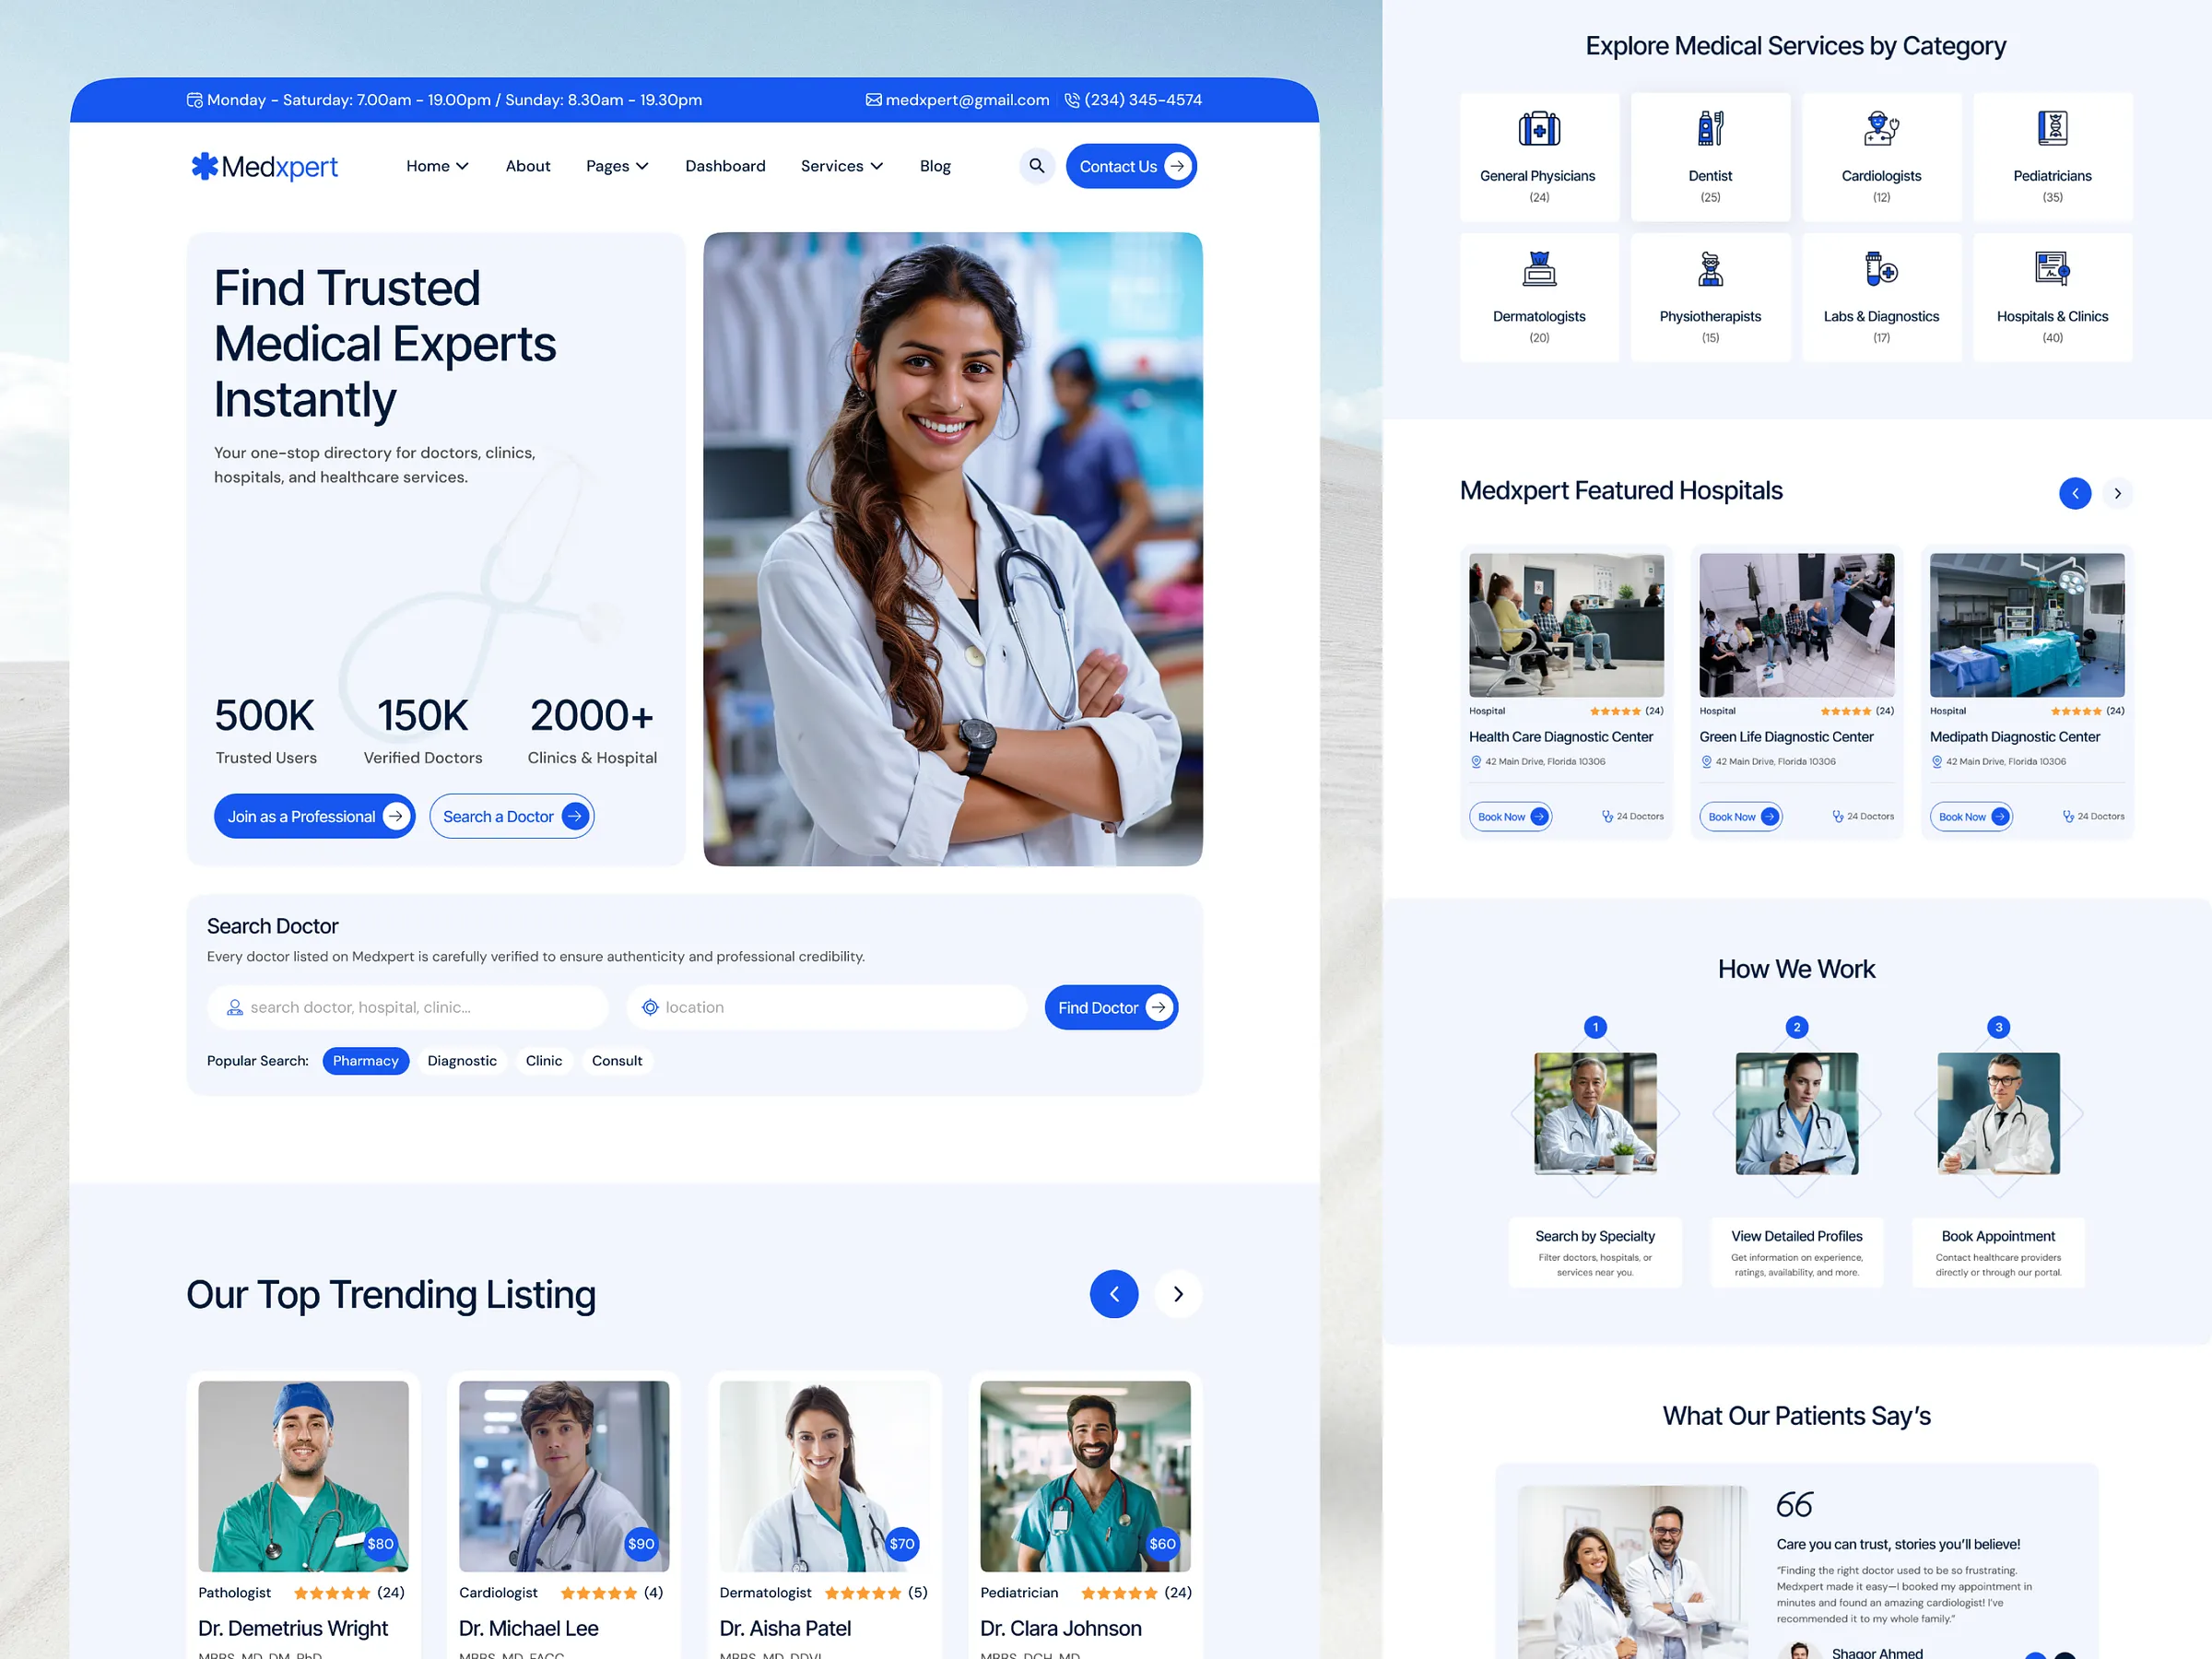 Monday - Saturday: 7.00am - 19.00pm / Sunday: 8.30am - 19.30pm
medxpert@gmail.com
(234) 345-4574
Medxpert
Home
About
Pages
Dashboard
Services
Blog
Contact Us
Find Trusted
Medical Experts
Instantly
Your one-stop directory for doctors, clinics,
hospitals, and healthcare services.
500K
Trusted Users
150K
Verified Doctors
2000+
Clinics & Hospital
Join as a Professional
Search a Doctor
Search Doctor
Every doctor listed on Medxpert is carefully verified to ensure authenticity and professional credibility.
search doctor, hospital, clinic...
location
Find Doctor
Popular Search:
Pharmacy
Diagnostic
Clinic
Consult
Our Top Trending Listing
$80
Pathologist
(24)
Dr. Demetrius Wright
MBBS, MD, DM, PhD
$90
Cardiologist
(4)
Dr. Michael Lee
MBBS, MD, FACC
$70
Dermatologist
(5)
Dr. Aisha Patel
MBBS, MD, DDVL
$60
Pediatrician
(24)
Dr. Clara Johnson
MBBS, DCH, MD
Explore Medical Services by Category
General Physicians
(24)
Dentist
(25)
Cardiologists
(12)
Pediatricians
(35)
Dermatologists
(20)
Physiotherapists
(15)
Labs & Diagnostics
(17)
Hospitals & Clinics
(40)
Medxpert Featured Hospitals
Hospital
(24)
Health Care Diagnostic Center
42 Main Drive, Florida 10306
Book Now
24 Doctors
Hospital
(24)
Green Life Diagnostic Center
42 Main Drive, Florida 10306
Book Now
24 Doctors
Hospital
(24)
Medipath Diagnostic Center
42 Main Drive, Florida 10306
Book Now
24 Doctors
How We Work
1
Search by Specialty
Filter doctors, hospitals, or
services near you.
2
View Detailed Profiles
Get information on experience,
ratings, availability, and more.
3
Book Appointment
Contact healthcare providers
directly or through our portal.
What Our Patients Say's
Care you can trust, stories you'll believe!
"Finding the right doctor used to be so frustrating.
Medxpert made it easy—I booked my appointment in
minutes and found an amazing cardiologist! I've
recommended it to my whole family."
Shaqor Ahmed